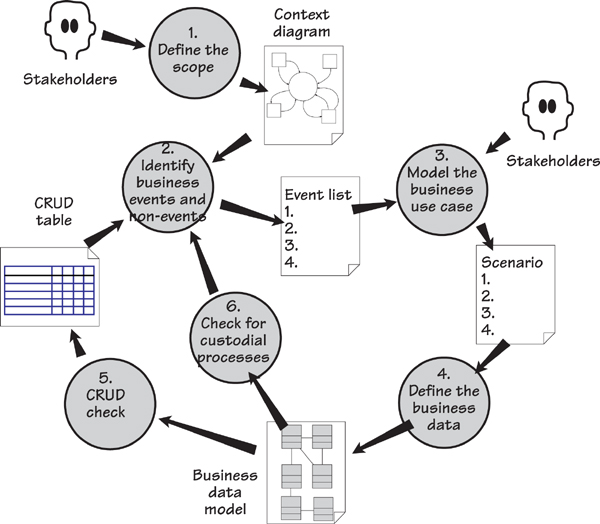 Context
diagram
1.
Define the
scope
Stakeholders
2.
Identify
business
events and
non-events
Event list
1.
2.
3.
4.
3.
Model the
business
use case
Stakeholders
CRUD
table
Scenario
1.
2.
3.
4.
6.
Check for
custodial
processes
5.
CRUD
check
4.
Define the
business
data
Business
data
model